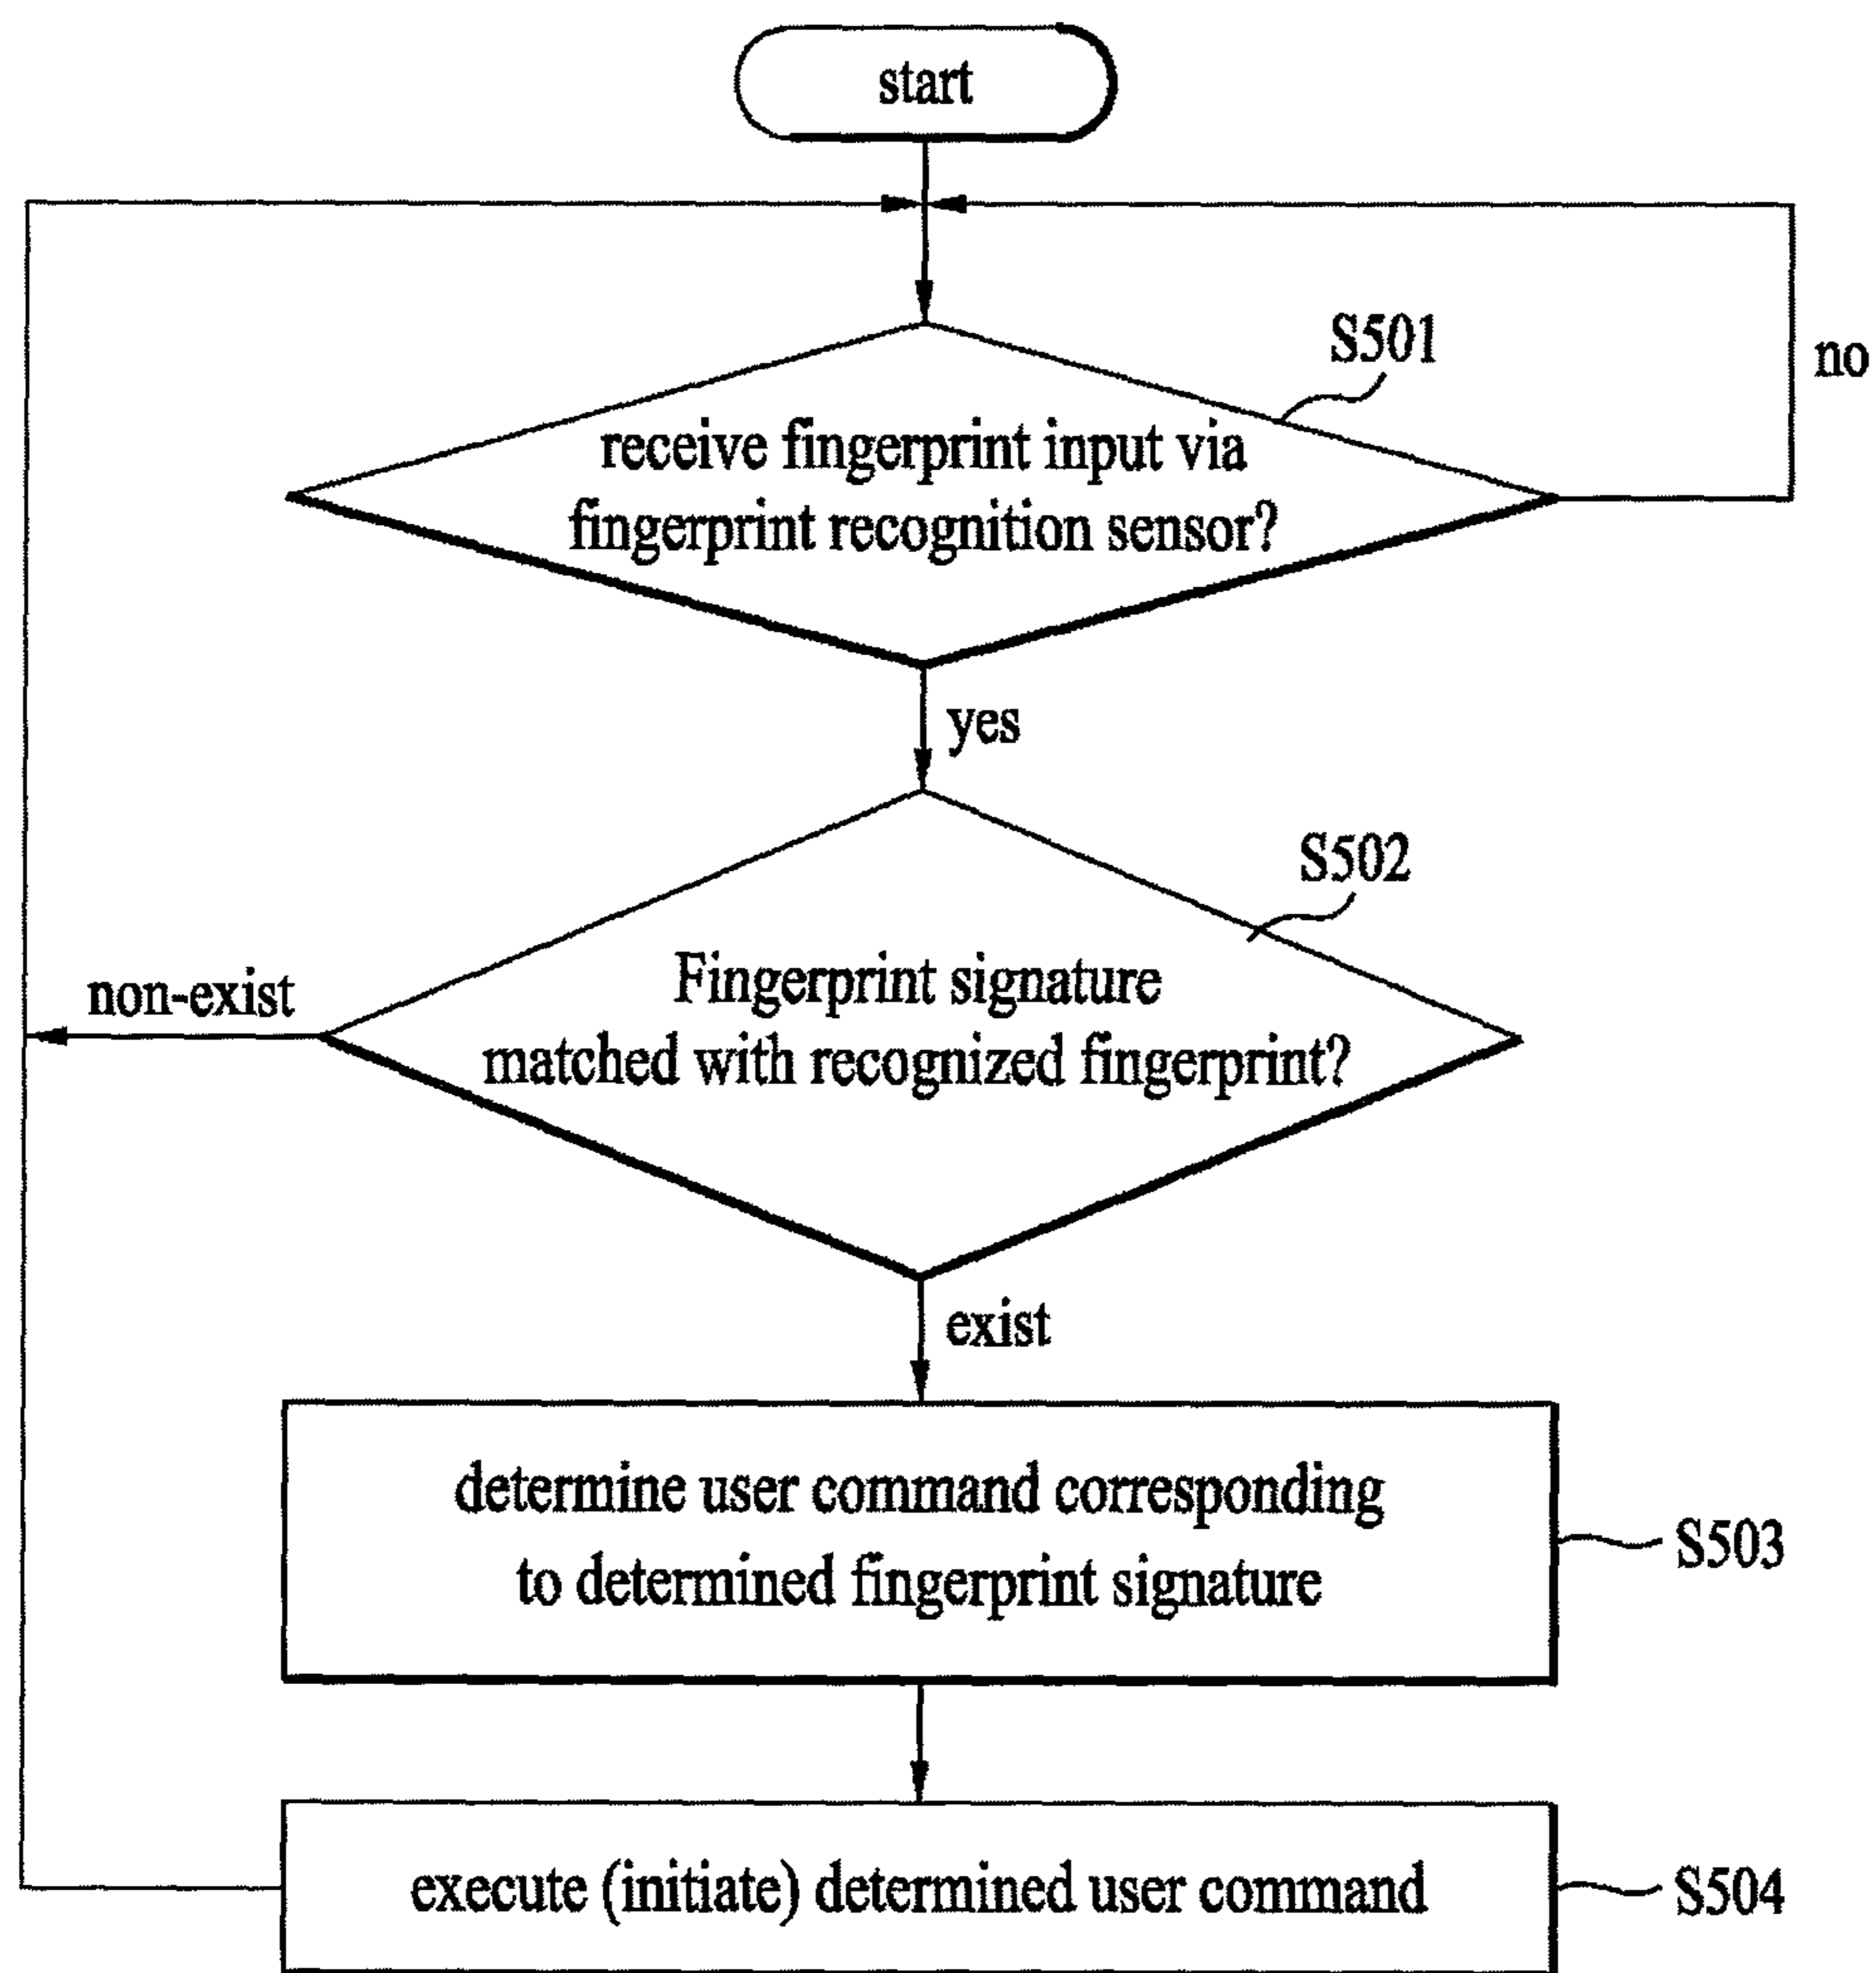 start
S501
no
receive fingerprint input via
fingerprint recognition sensor?
yes
S502
Fingerprint signature
matched with recognized fingerprint?
non-exist
exist
determine user command corresponding
to determined fingerprint signature
S503
execute (initiate) determined user command
S504